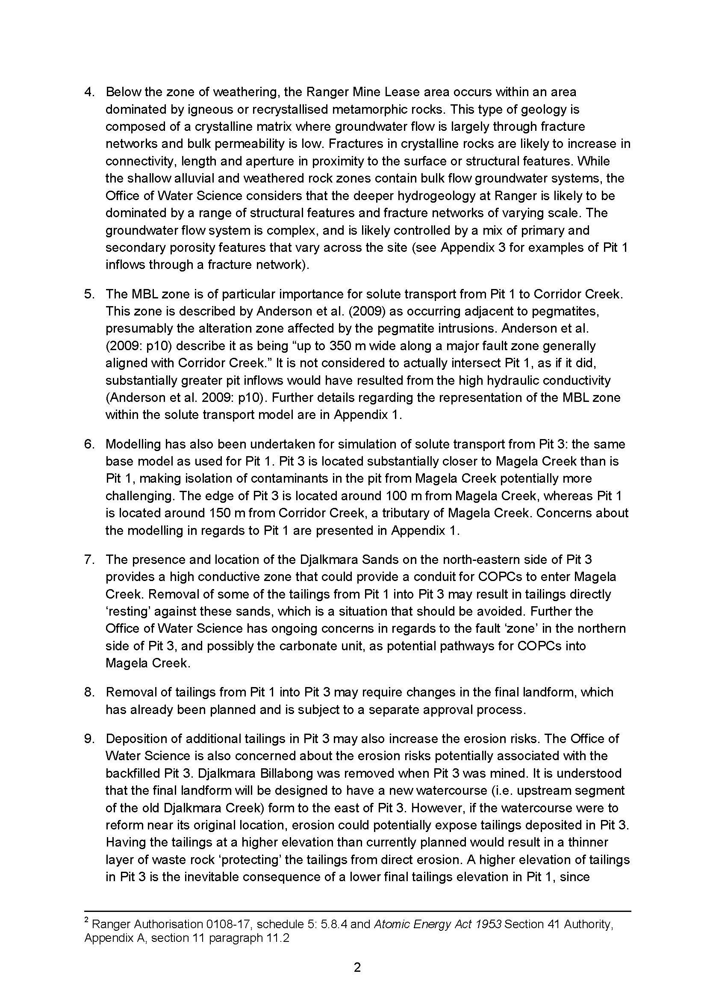 4. Below the zone of weathering, the Ranger Mine Lease area occurs within an area
dominated by igneous or recrystallised metamorphic rocks. This type of geology is
composed of a crystalline matrix where groundwater flow is largely through fracture
networks and bulk permeability is low. Fractures in crystalline rocks are likely to increase in
connectivity, length and aperture in proximity to the surface or structural features. While
the shallow alluvial and weathered rock zones contain bulk flow groundwater systems, the
Office of Water Science considers that the deeper hydrogeology at Ranger is likely to be
dominated by a range of structural features and fracture networks of varying scale. The
groundwater flow system is complex, and is likely controlled by a mix of primary and
secondary porosity features that vary across the site (see Appendix 3 for examples of Pit 1
inflows through a fracture network).
5. The MBL zone is of particular importance for solute transport from Pit 1 to Corridor Creek.
This zone is described by Anderson et al. (2009) as occurring adjacent to pegmatites,
presumably the alteration zone affected by the pegmatite intrusions. Anderson et al.
(2009: p10) describe it as being “up to 350 m wide along a major fault zone generally
aligned with Corridor Creek.” It is not considered to actually intersect Pit 1, as if it did,
substantially greater pit inflows would have resulted from the high hydraulic conductivity
(Anderson et al. 2009: p10). Further details regarding the representation of the MBL zone
within the solute transport model are in Appendix 1.
6. Modelling has also been undertaken for simulation of solute transport from Pit 3: the same
base model as used for Pit 1. Pit 3 is located substantially closer to Magela Creek than is
Pit 1, making isolation of contaminants in the pit from Magela Creek potentially more
challenging. The edge of Pit 3 is located around 100 m from Magela Creek, whereas Pit 1
is located around 150 m from Corridor Creek, a tributary of Magela Creek. Concerns about
the modelling in regards to Pit 1 are presented in Appendix 1.
7. The presence and location of the Djalkmara Sands on the north-eastern side of Pit 3
provides a high conductive zone that could provide a conduit for COPCs to enter Magela
Creek. Removal of some of the tailings from Pit 1 into Pit 3 may result in tailings directly
‘resting’ against these sands, which is a situation that should be avoided. Further the
Office of Water Science has ongoing concerns in regards to the fault ‘zone’ in the northern
side of Pit 3, and possibly the carbonate unit, as potential pathways for COPCs into
Magela Creek.
8. Removal of tailings from Pit 1 into Pit 3 may require changes in the final landform, which
has already been planned and is subject to a separate approval process.
9. Deposition of additional tailings in Pit 3 may also increase the erosion risks. The Office of
Water Science is also concerned about the erosion risks potentially associated with the
backfilled Pit 3. Djalkmara Billabong was removed when Pit 3 was mined. It is understood
that the final landform will be designed to have a new watercourse (i.e. upstream segment
of the old Djalkmara Creek) form to the east of Pit 3. However, if the watercourse were to
reform near its original location, erosion could potentially expose tailings deposited in Pit 3.
Having the tailings at a higher elevation than currently planned would result in a thinner
layer of waste rock ‘protecting’ the tailings from direct erosion. A higher elevation of tailings
in Pit 3 is the inevitable consequence of a lower final tailings elevation in Pit 1, since
2 Ranger Authorisation 0108-17, schedule 5: 5.8.4 and Atomic Energy Act 1953 Section 41 Authority,
Appendix A, section 11 paragraph 11.2
2